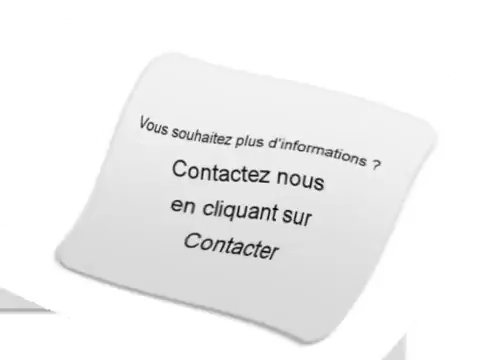 Vous souhaitez plus d'informations ?
Contactez nous
en cliquant sur
Contacter